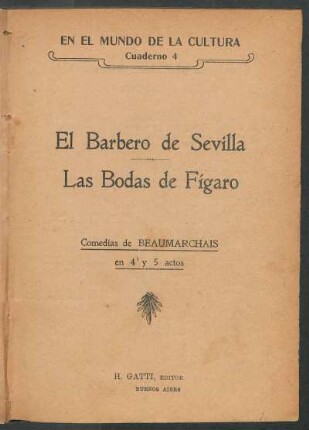 EN EL MUNDO DE LA CULTURA
Cuaderno 4
El Barbero de Sevilla
Las Bodas de Fígaro
Comedias de BEAUMARCHAIS
en 4 y 5 actos
H. GATTI, EDITOR
BUENOS AIRES